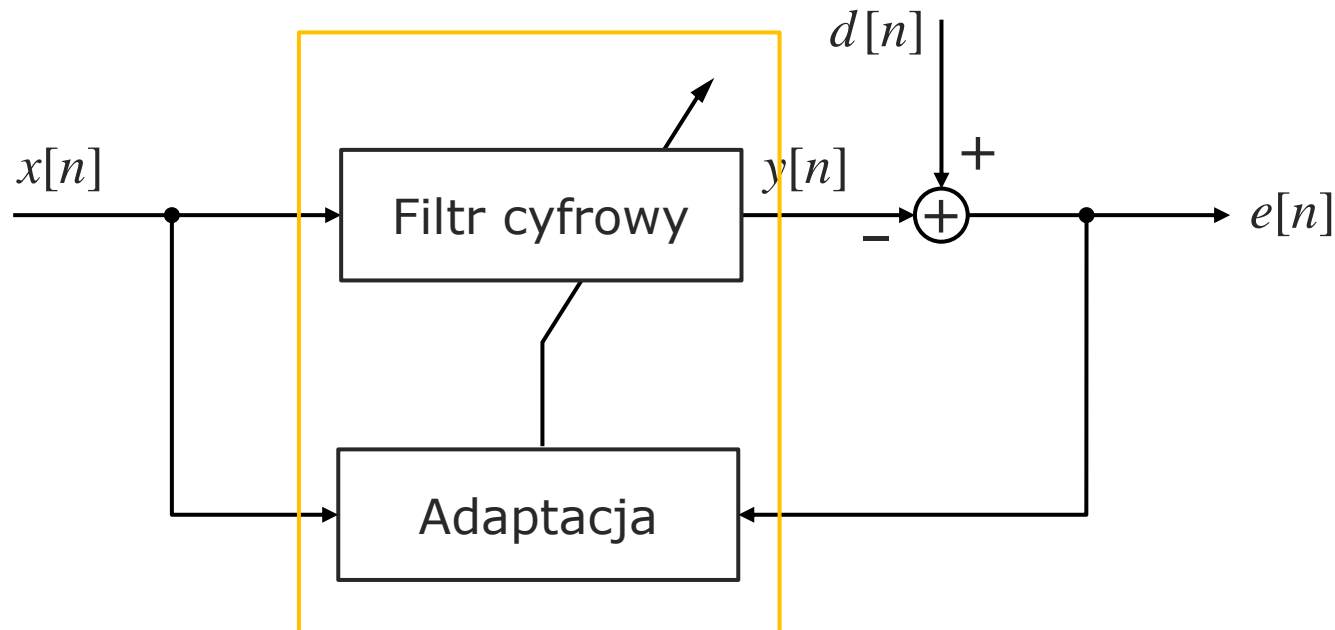 d[n]
+
x[n]
y[n]
Filtr cyfrowy
+
−
e[n]
Adaptacja